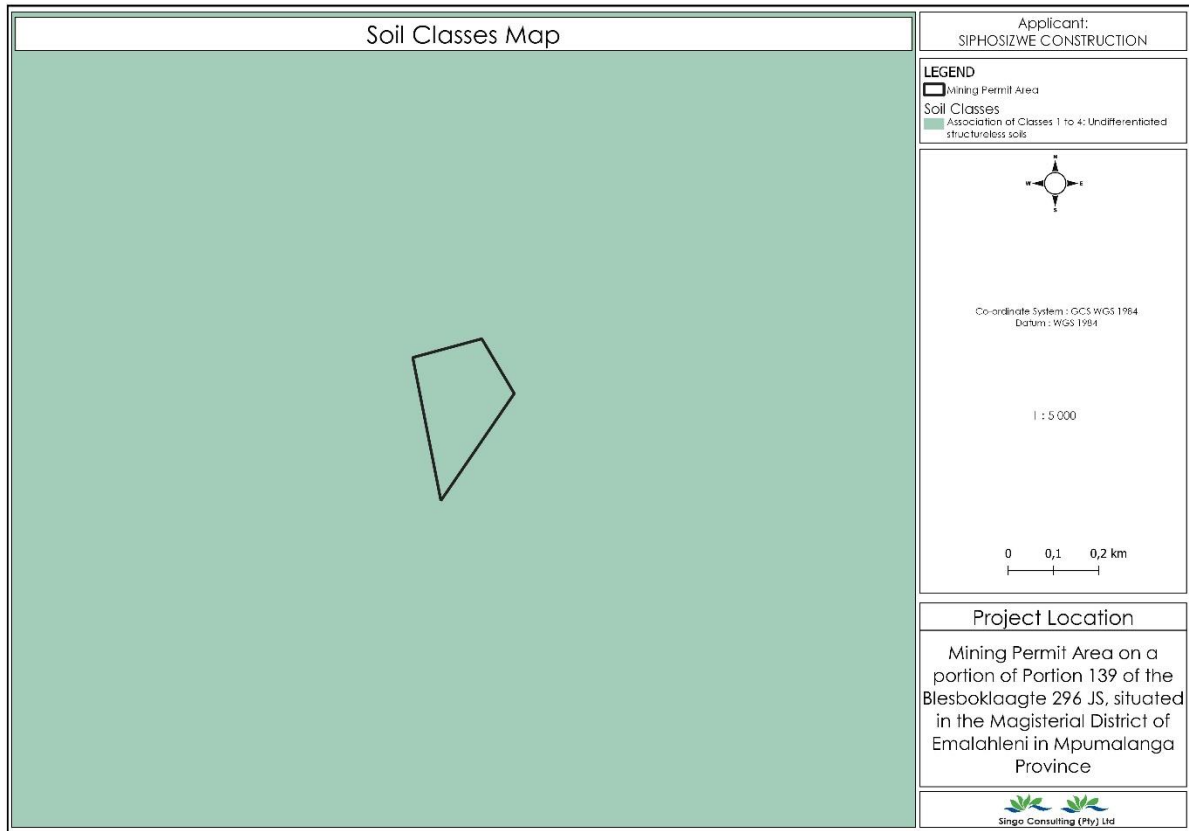 Soil Classes Map
Applicant:
SIPHOSIZWE CONSTRUCTION
LEGEND
Mining Permit Area
Soil Classes
Association of Classes 1 to 4: Undifferentiated
structureless soils
N
W E
S
Co-ordinate System : GCS WGS 1984
Datum : WGS 1984
1 : 5 000
0 0,1 0,2 km
Project Location
Mining Permit Area on a
portion of Portion 139 of the
Blesboklaagte 296 JS, situated
in the Magisterial District of
Emalahleni in Mpumalanga
Province
Singo Consulting (Pty) Ltd